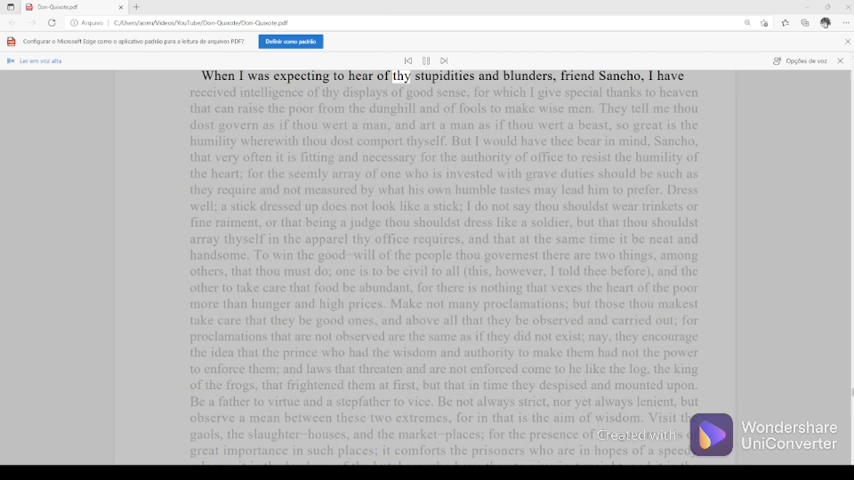 Don-Quixote.pdf
Arquivo
C:/Users/acms/Videos/YouTube/Don-Quixote/Don-Quixote.pdf
Configurar o Microsoft Edge como o aplicativo padrão para a leitura de arquivos PDF?
Definir como padrão
Ler em voz alta
Opções de voz
When I was expecting to hear of thy stupidities and blunders, friend Sancho, I have
received intelligence of thy displays of good sense, for which I give special thanks to heaven
that can raise the poor from the dunghill and of fools to make wise men. They tell me thou
dost govern as if thou wert a man, and art a man as if thou wert a beast, so great is the
humility wherewith thou dost comport thyself. But I would have thee bear in mind, Sancho,
that very often it is fitting and necessary for the authority of office to resist the humility of
the heart; for the seemly array of one who is invested with grave duties should be such as
they require and not measured by what his own humble tastes may lead him to prefer. Dress
well; a stick dressed up does not look like a stick; I do not say thou shouldst wear trinkets or
fine raiment, or that being a judge thou shouldst dress like a soldier, but that thou shouldst
array thyself in the apparel thy office requires, and that at the same time it be neat and
handsome. To win the good-will of the people thou governest there are two things, among
others, that thou must do; one is to be civil to all (this, however, I told thee before), and the
other to take care that food be abundant, for there is nothing that vexes the heart of the poor
more than hunger and high prices. Make not many proclamations; but those thou makest
take care that they be good ones, and above all that they be observed and carried out; for
proclamations that are not observed are the same as if they did not exist; nay, they encourage
the idea that the prince who had the wisdom and authority to make them had not the power
to enforce them; and laws that threaten and are not enforced come to he like the log, the king
of the frogs, that frightened them at first, but that in time they despised and mounted upon.
Be a father to virtue and a stepfather to vice. Be not always strict, nor yet always lenient, but
observe a mean between these two extremes, for in that is the aim of wisdom. Visit the
gaols, the slaughter-houses, and the market-places; for the presence of
great importance in such places; it comforts the prisoners who are in hopes of a speedy
Created with
Wondershare
UniConverter